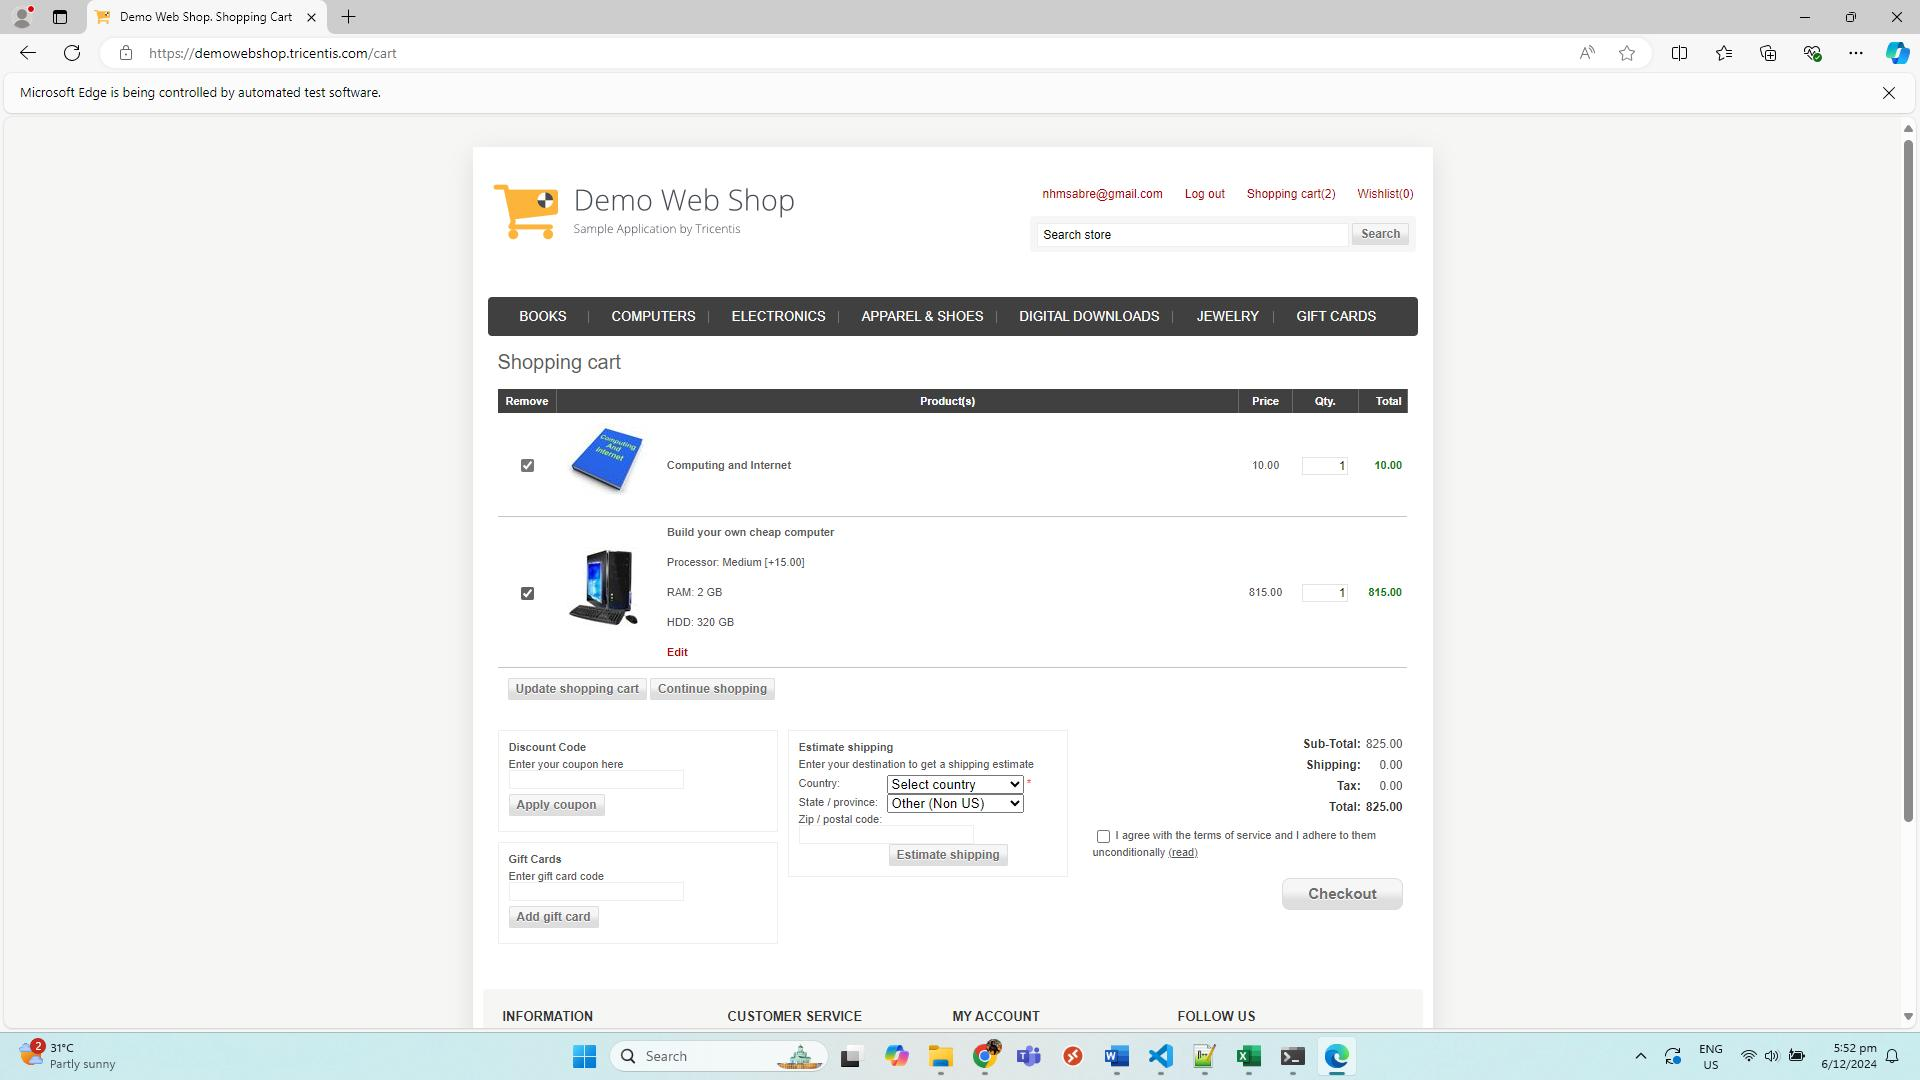 Demo Web Shop. Shopping Cart
https://demowebshop.tricentis.com/cart
Microsoft Edge is being controlled by automated test software.
Demo Web Shop
Sample Application by Tricentis
nhmsabre@gmail.com Log out Shopping cart(2) Wishlist(0)
Search store Search
BOOKS COMPUTERS ELECTRONICS APPAREL & SHOES DIGITAL DOWNLOADS JEWELRY GIFT CARDS
Shopping cart
Remove Product(s) Price Qty. Total
Computing And Internet
Computing and Internet 10.00 1 10.00
Build your own cheap computer
Processor: Medium [+15.00]
RAM: 2 GB 815.00 1 815.00
HDD: 320 GB
Edit
Update shopping cart Continue shopping
Discount Code
Enter your coupon here
Apply coupon
Gift Cards
Enter gift card code
Add gift card
Estimate shipping
Enter your destination to get a shipping estimate
Country: Select country *
State / province: Other (Non US)
Zip / postal code:
Estimate shipping
Sub-Total: 825.00
Shipping: 0.00
Tax: 0.00
Total: 825.00
I agree with the terms of service and I adhere to them
unconditionally (read)
Checkout
INFORMATION CUSTOMER SERVICE MY ACCOUNT FOLLOW US
2
31°C
Partly sunny
Search
ENG
US
5:52 pm
6/12/2024